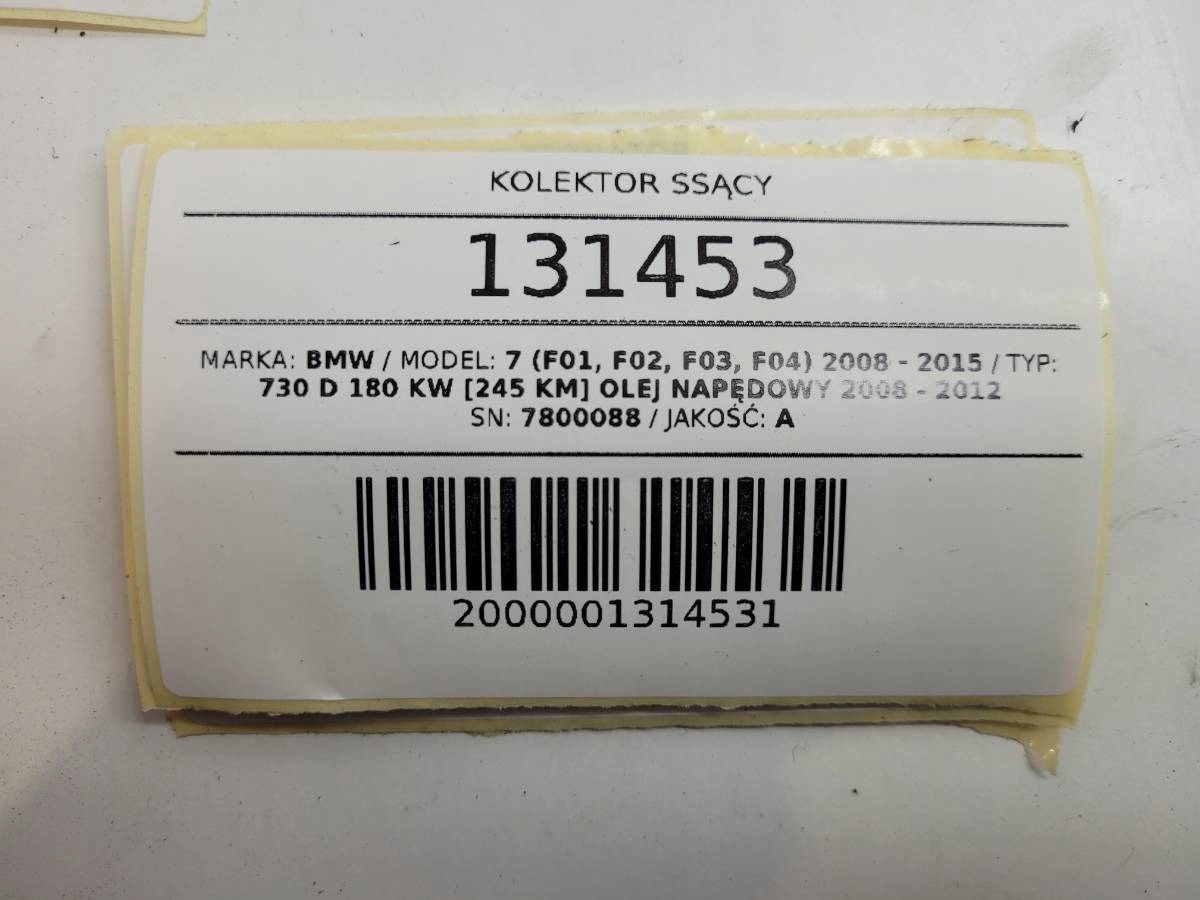 KOLEKTOR SSĄCY
131453
MARKA: BMW / MODEL: 7 (F01, F02, F03, F04) 2008 - 2015 / TYP:
730 D 180 KW [245 KM] OLEJ NAPĘDOWY 2008 - 2012
SN: 7800088 / JAKOŚĆ: A
2000001314531